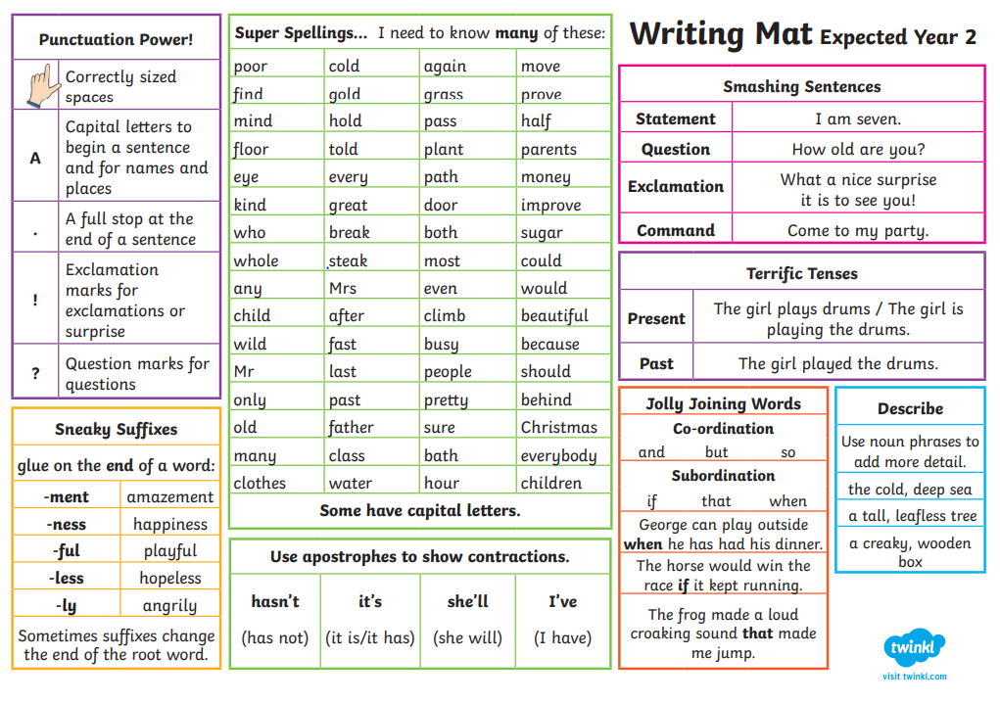 Writing Mat Expected Year 2
Punctuation Power!
Correctly sized
spaces
A
Capital letters to
begin a sentence
and for names and
places
.
A full stop at the
end of a sentence
!
Exclamation
marks for
exclamations or
surprise
?
Question marks for
questions
Sneaky Suffixes
glue on the end of a word:
-ment amazement
-ness happiness
-ful playful
-less hopeless
-ly angrily
Sometimes suffixes change
the end of the root word.
Super Spellings... I need to know many of these:
poor cold again move
find gold grass prove
mind hold pass half
floor told plant parents
eye every path money
kind great door improve
who break both sugar
whole steak most could
any Mrs even would
child after climb beautiful
wild fast busy because
Mr last people should
only past pretty behind
old father sure Christmas
many class bath everybody
clothes water hour children
Some have capital letters.
Use apostrophes to show contractions.
hasn't it's she'll I've
(has not) (it is/it has) (she will) (I have)
Smashing Sentences
Statement I am seven.
Question How old are you?
Exclamation
What a nice surprise
it is to see you!
Command Come to my party.
Terrific Tenses
Present
The girl plays drums / The girl is
playing the drums.
Past The girl played the drums.
Jolly Joining Words
Co-ordination
and but so
Subordination
if that when
George can play outside
when he has had his dinner.
The horse would win the
race if it kept running.
The frog made a loud
croaking sound that made
me jump.
Describe
Use noun phrases to
add more detail.
the cold, deep sea
a tall, leafless tree
a creaky, wooden
box
twinkl
visit twinkl.com